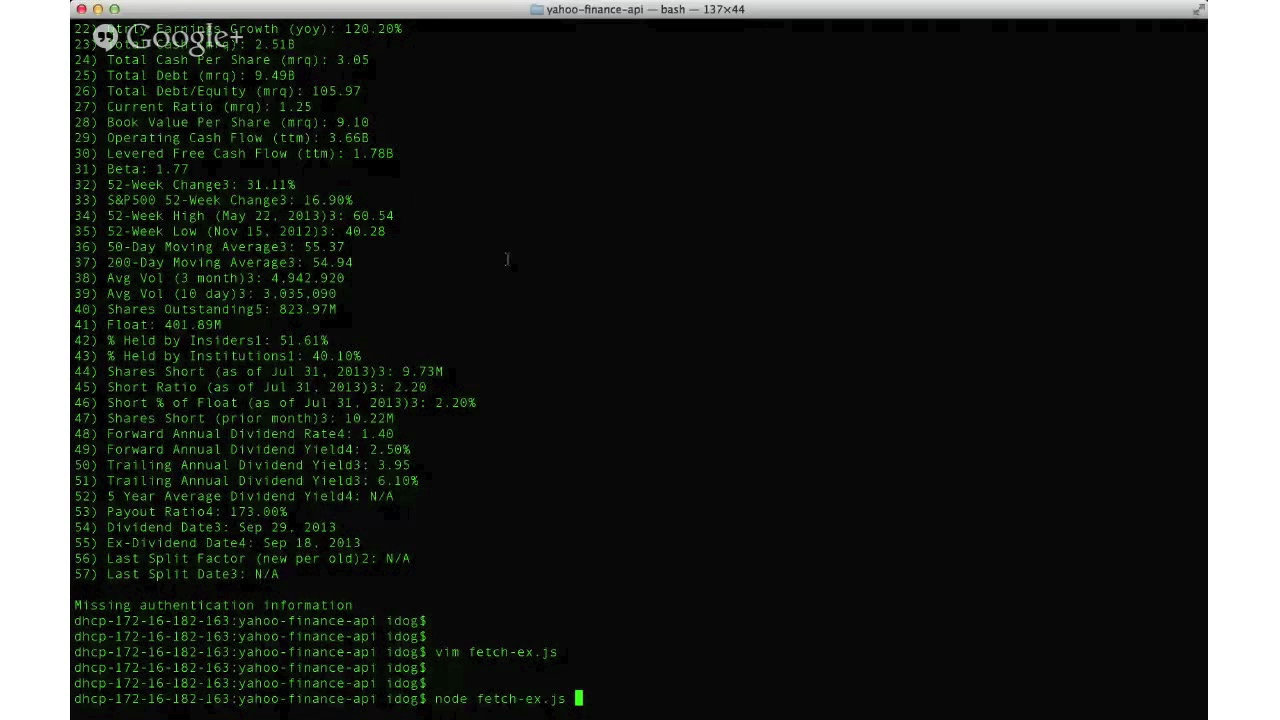 yahoo-finance-api — bash — 137×44
22) Qtrly Earnings Growth (yoy): 120.20%
Google+
23) Total Cash (mrq): 2.51B
24) Total Cash Per Share (mrq): 3.05
25) Total Debt (mrq): 9.49B
26) Total Debt/Equity (mrq): 105.97
27) Current Ratio (mrq): 1.25
28) Book Value Per Share (mrq): 9.10
29) Operating Cash Flow (ttm): 3.66B
30) Levered Free Cash Flow (ttm): 1.78B
31) Beta: 1.77
32) 52-Week Change3: 31.11%
33) S&P500 52-Week Change3: 16.90%
34) 52-Week High (May 22, 2013)3: 60.54
35) 52-Week Low (Nov 15, 2012)3: 40.28
36) 50-Day Moving Average3: 55.37
37) 200-Day Moving Average3: 54.94
38) Avg Vol (3 month)3: 4,942,920
39) Avg Vol (10 day)3: 3,035,090
40) Shares Outstanding5: 823.97M
41) Float: 401.89M
42) % Held by Insiders1: 51.61%
43) % Held by Institutions1: 40.10%
44) Shares Short (as of Jul 31, 2013)3: 9.73M
45) Short Ratio (as of Jul 31, 2013)3: 2.20
46) Short % of Float (as of Jul 31, 2013)3: 2.20%
47) Shares Short (prior month)3: 10.22M
48) Forward Annual Dividend Rate4: 1.40
49) Forward Annual Dividend Yield4: 2.50%
50) Trailing Annual Dividend Yield3: 3.95
51) Trailing Annual Dividend Yield3: 6.10%
52) 5 Year Average Dividend Yield4: N/A
53) Payout Ratio4: 173.00%
54) Dividend Date3: Sep 29, 2013
55) Ex-Dividend Date4: Sep 18, 2013
56) Last Split Factor (new per old)2: N/A
57) Last Split Date3: N/A
Missing authentication information
dhcp-172-16-182-163:yahoo-finance-api idog$
dhcp-172-16-182-163:yahoo-finance-api idog$
dhcp-172-16-182-163:yahoo-finance-api idog$ vim fetch-ex.js
dhcp-172-16-182-163:yahoo-finance-api idog$
dhcp-172-16-182-163:yahoo-finance-api idog$
dhcp-172-16-182-163:yahoo-finance-api idog$ node fetch-ex.js